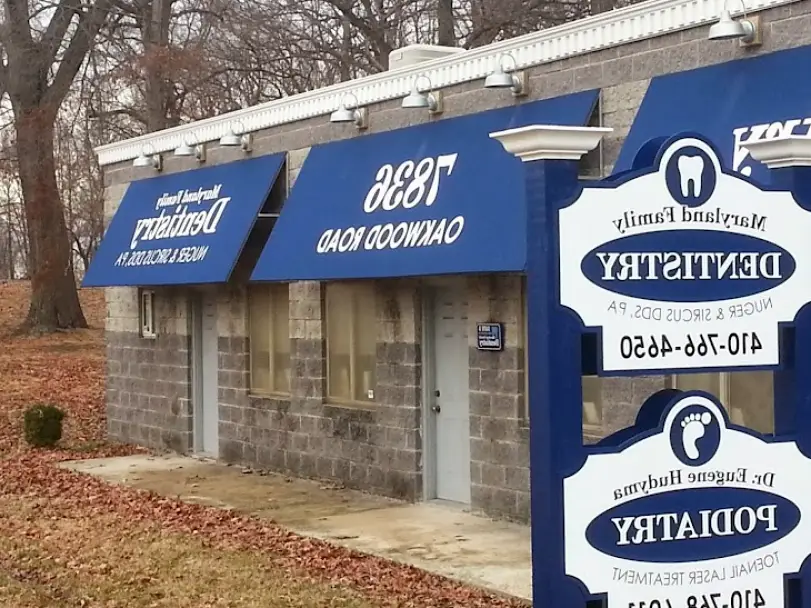 Maryland Family
Dentistry
NUGER & SIRCUS DDS, PA
7836
OAKWOOD ROAD
Maryland Family
DENTISTRY
NUGER & SIRCUS DDS, PA
410-766-4650
Dr. Eugene Hudyma
PODIATRY
TOENAIL LASER TREATMENT